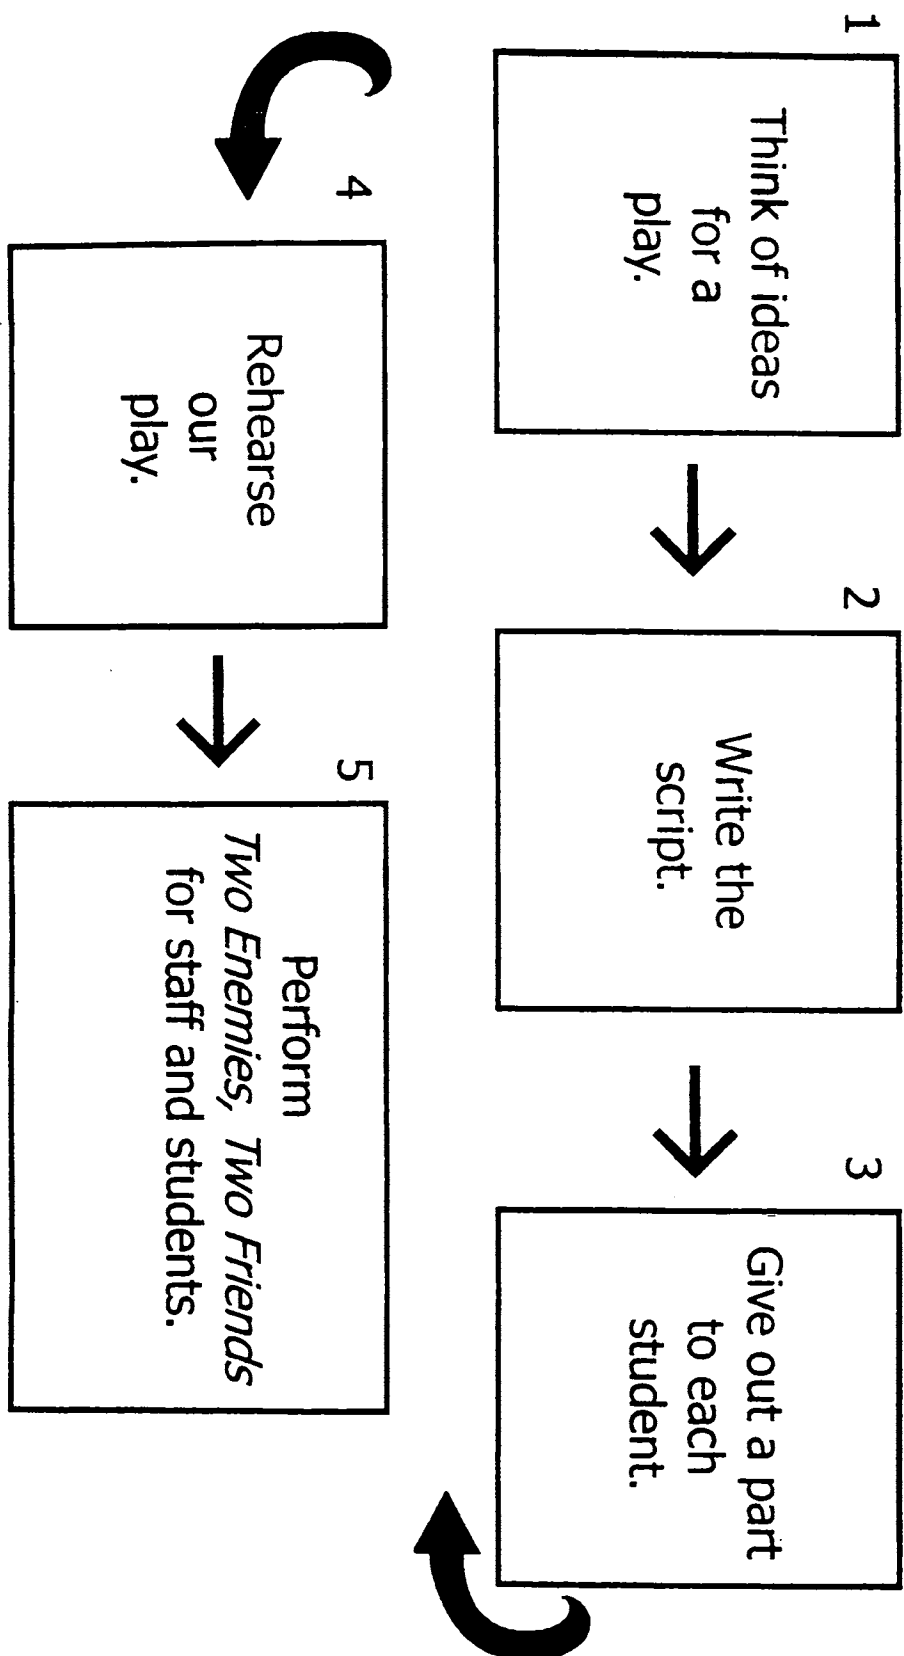 1
Think of ideas
for a
play.
2
Write the
script.
3
Give out a part
to each
student.
4
Rehearse
our
play.
5
Perform
Two Enemies, Two Friends
for staff and students.